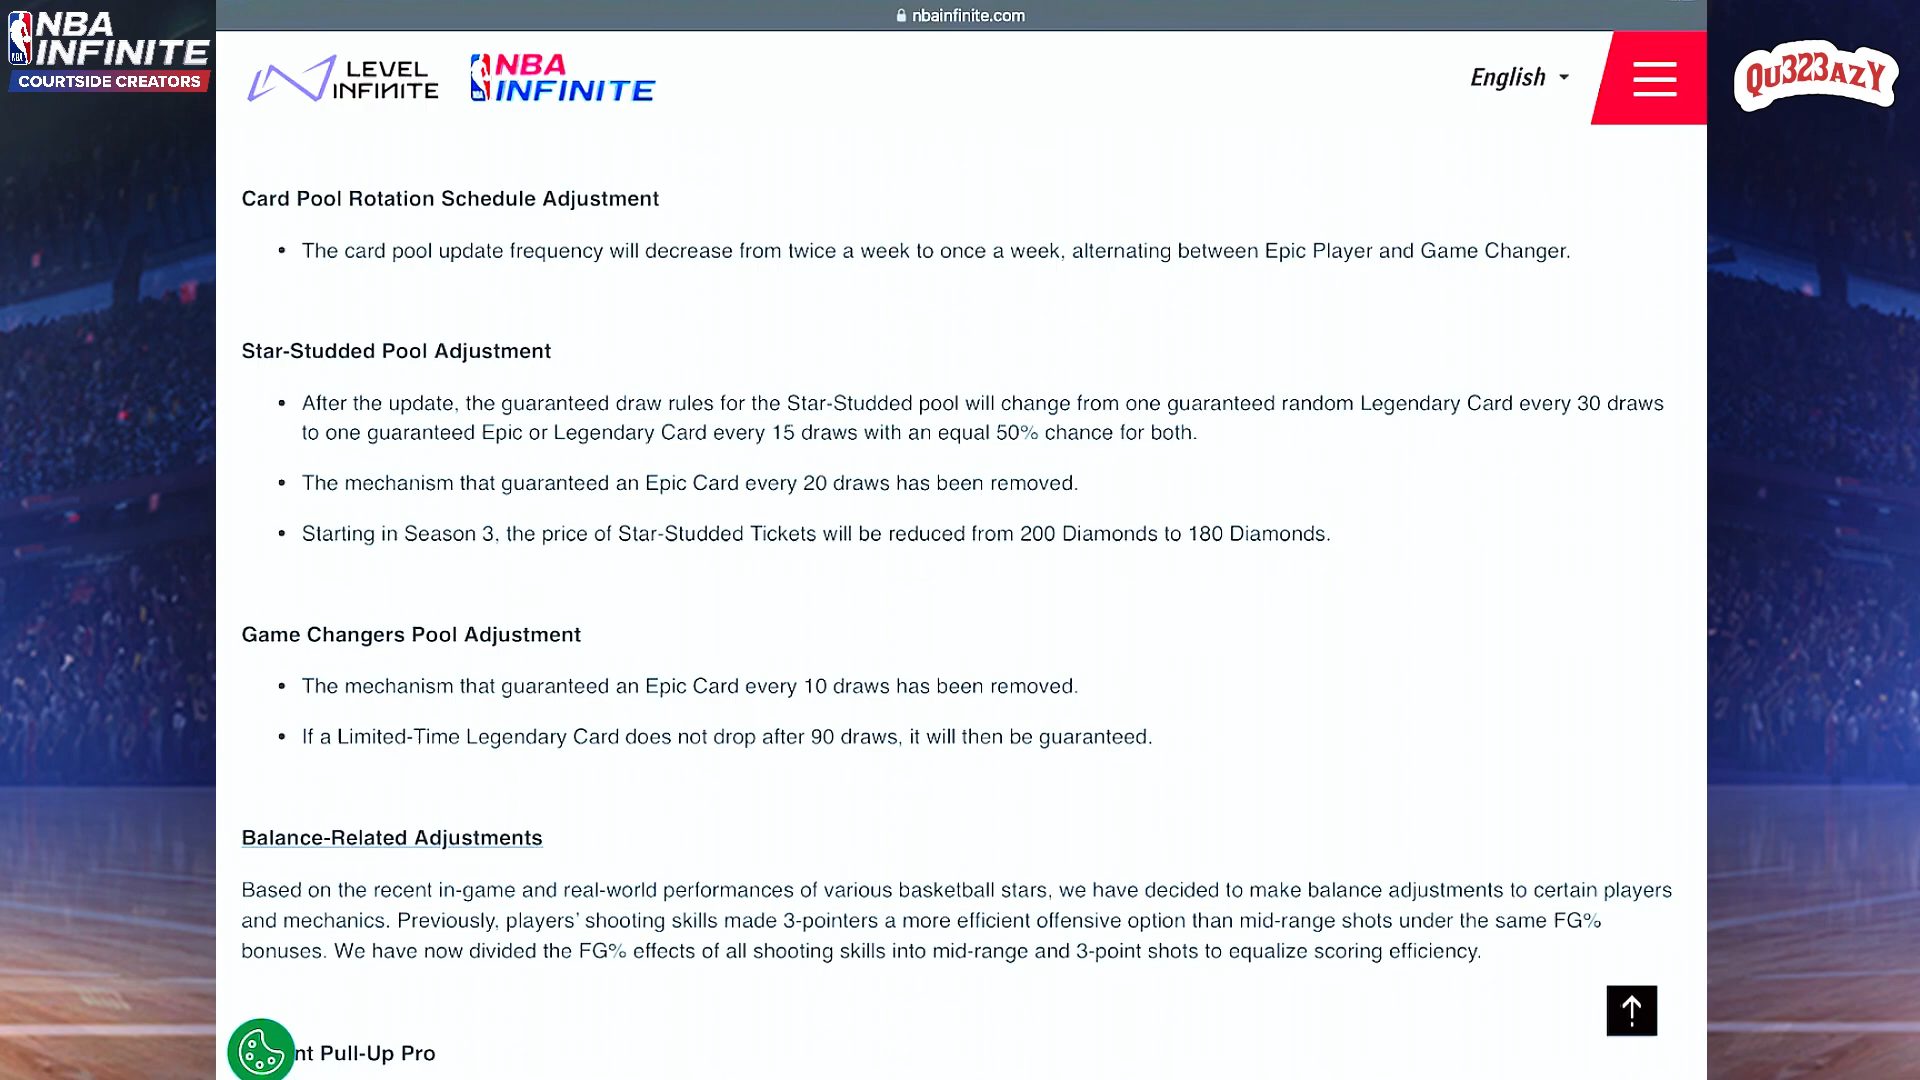 nbainfinite.com
NBA
INFINITE
COURTSIDE CREATORS
LEVEL
INFINITE
NBA
INFINITE
English
QU323AZY
Card Pool Rotation Schedule Adjustment
• The card pool update frequency will decrease from twice a week to once a week, alternating between Epic Player and Game Changer.
Star-Studded Pool Adjustment
• After the update, the guaranteed draw rules for the Star-Studded pool will change from one guaranteed random Legendary Card every 30 draws
to one guaranteed Epic or Legendary Card every 15 draws with an equal 50% chance for both.
• The mechanism that guaranteed an Epic Card every 20 draws has been removed.
• Starting in Season 3, the price of Star-Studded Tickets will be reduced from 200 Diamonds to 180 Diamonds.
Game Changers Pool Adjustment
• The mechanism that guaranteed an Epic Card every 10 draws has been removed.
• If a Limited-Time Legendary Card does not drop after 90 draws, it will then be guaranteed.
Balance-Related Adjustments
Based on the recent in-game and real-world performances of various basketball stars, we have decided to make balance adjustments to certain players
and mechanics. Previously, players’ shooting skills made 3-pointers a more efficient offensive option than mid-range shots under the same FG%
bonuses. We have now divided the FG% effects of all shooting skills into mid-range and 3-point shots to equalize scoring efficiency.
nt Pull-Up Pro